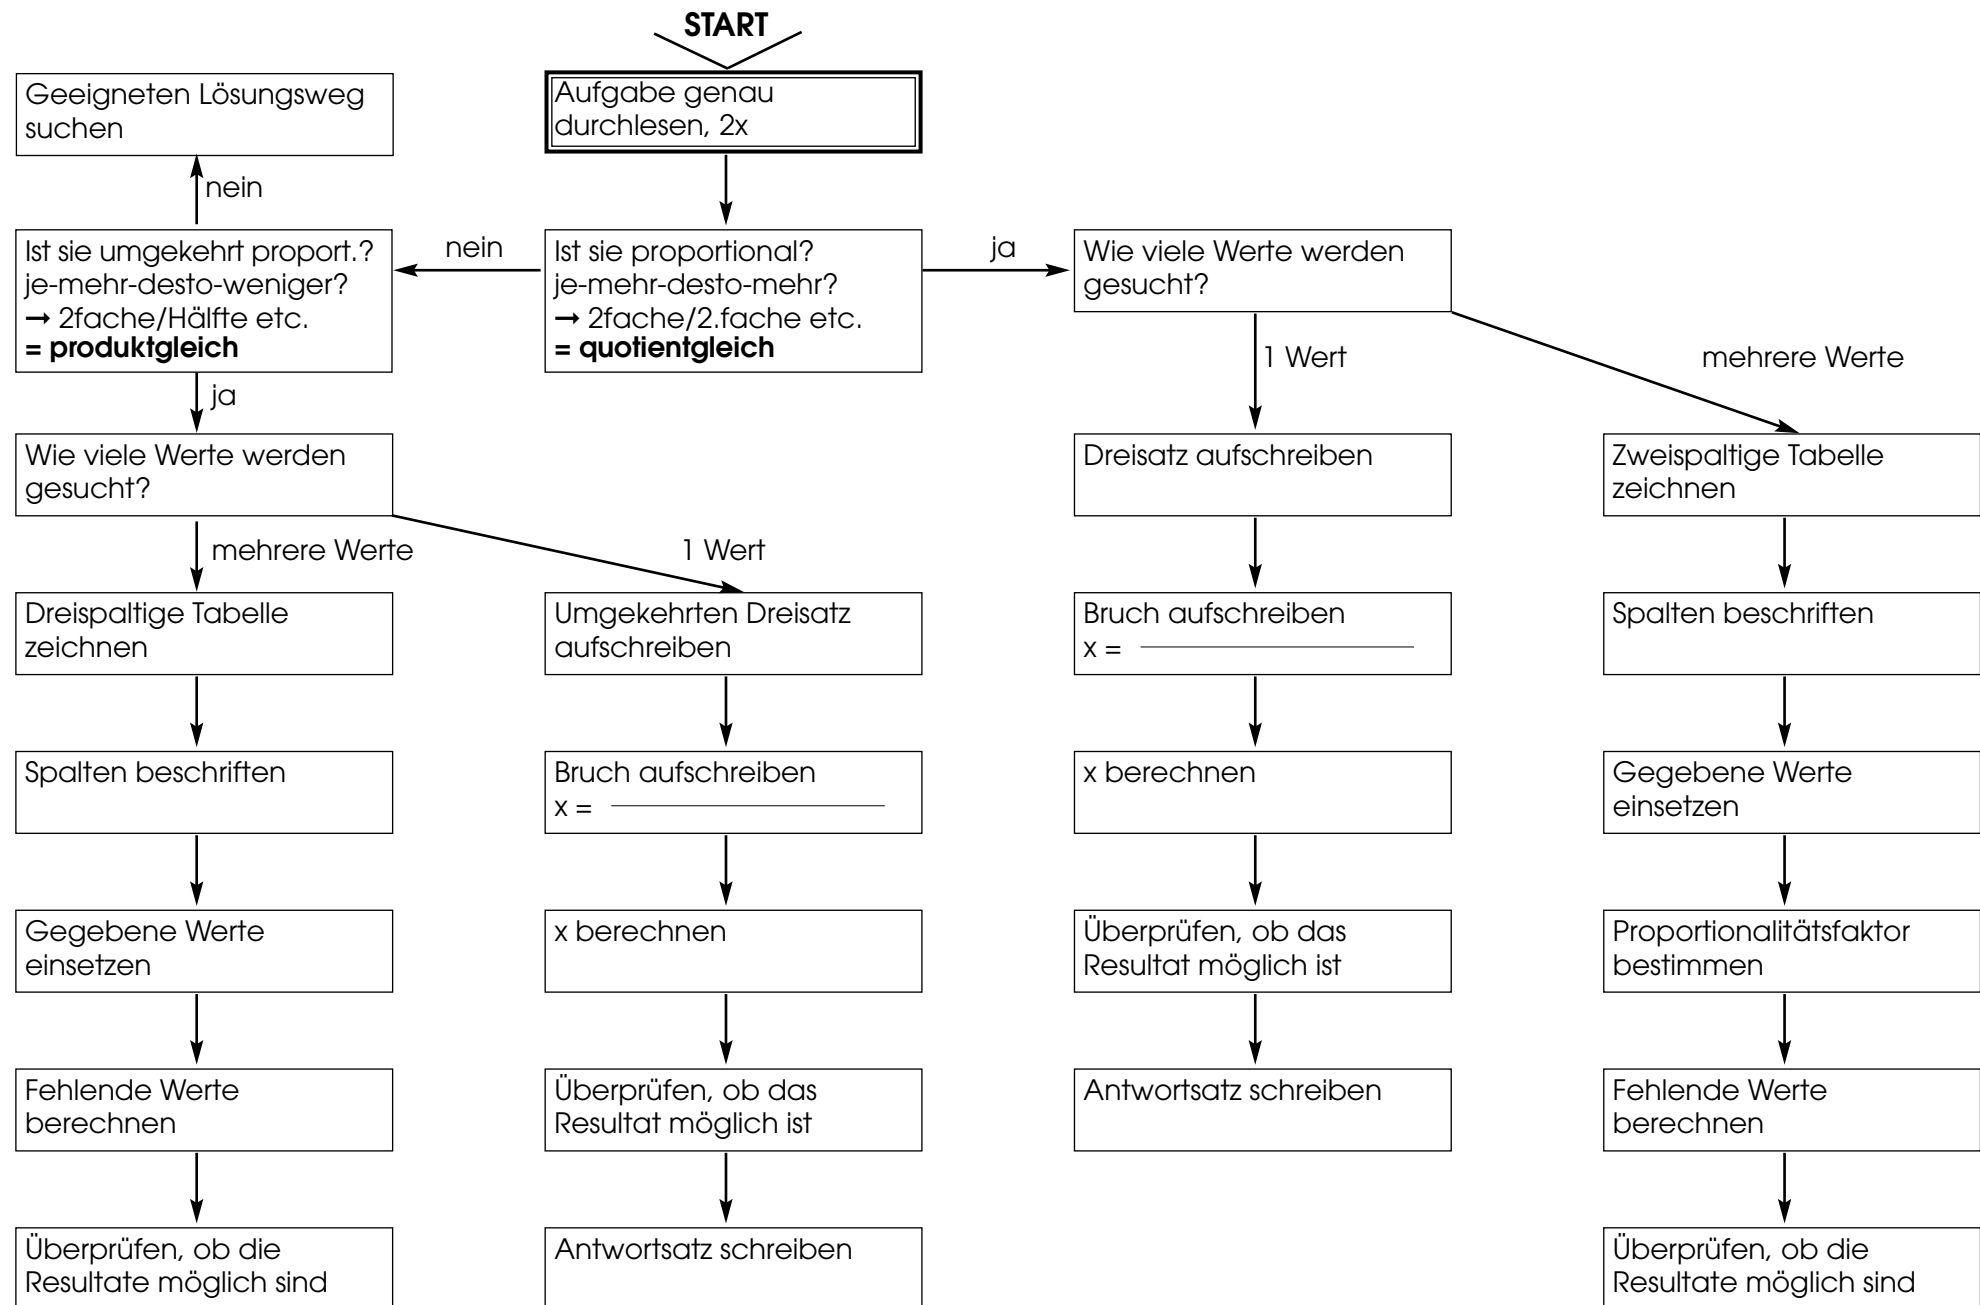 START
Aufgabe genau
durchlesen, 2x
Geeigneten Lösungsweg
suchen
nein
Ist sie umgekehrt proport.?
je-mehr-desto-weniger?
→ 2fache/Hälfte etc.
= produktgleich
nein
Ist sie proportional?
je-mehr-desto-mehr?
→ 2fache/2.fache etc.
= quotientgleich
ja
Wie viele Werte werden
gesucht?
1 Wert
mehrere Werte
ja
Wie viele Werte werden
gesucht?
mehrere Werte
1 Wert
Dreispaltige Tabelle
zeichnen
Spalten beschriften
Gegebene Werte
einsetzen
Fehlende Werte
berechnen
Überprüfen, ob die
Resultate möglich sind
Umgekehrten Dreisatz
aufschreiben
Bruch aufschreiben
x =
x berechnen
Überprüfen, ob das
Resultat möglich ist
Antwortsatz schreiben
Dreisatz aufschreiben
Bruch aufschreiben
x =
x berechnen
Überprüfen, ob das
Resultat möglich ist
Antwortsatz schreiben
Zweispaltige Tabelle
zeichnen
Spalten beschriften
Gegebene Werte
einsetzen
Proportionalitätsfaktor
bestimmen
Fehlende Werte
berechnen
Überprüfen, ob die
Resultate möglich sind